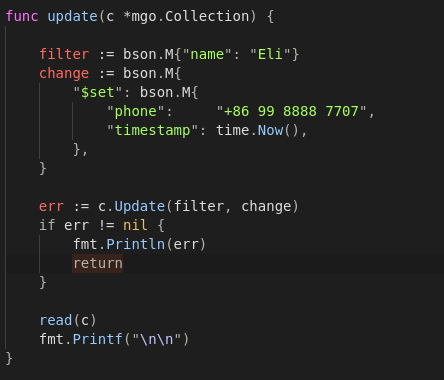 func update(c *mgo.Collection) {
filter := bson.M{"name": "Eli"}
change := bson.M{
"$set": bson.M{
"phone":     "+86 99 8888 7707",
"timestamp": time.Now(),
},
}
err := c.Update(filter, change)
if err != nil {
fmt.Println(err)
return
}
read(c)
fmt.Printf("\n\n")
}